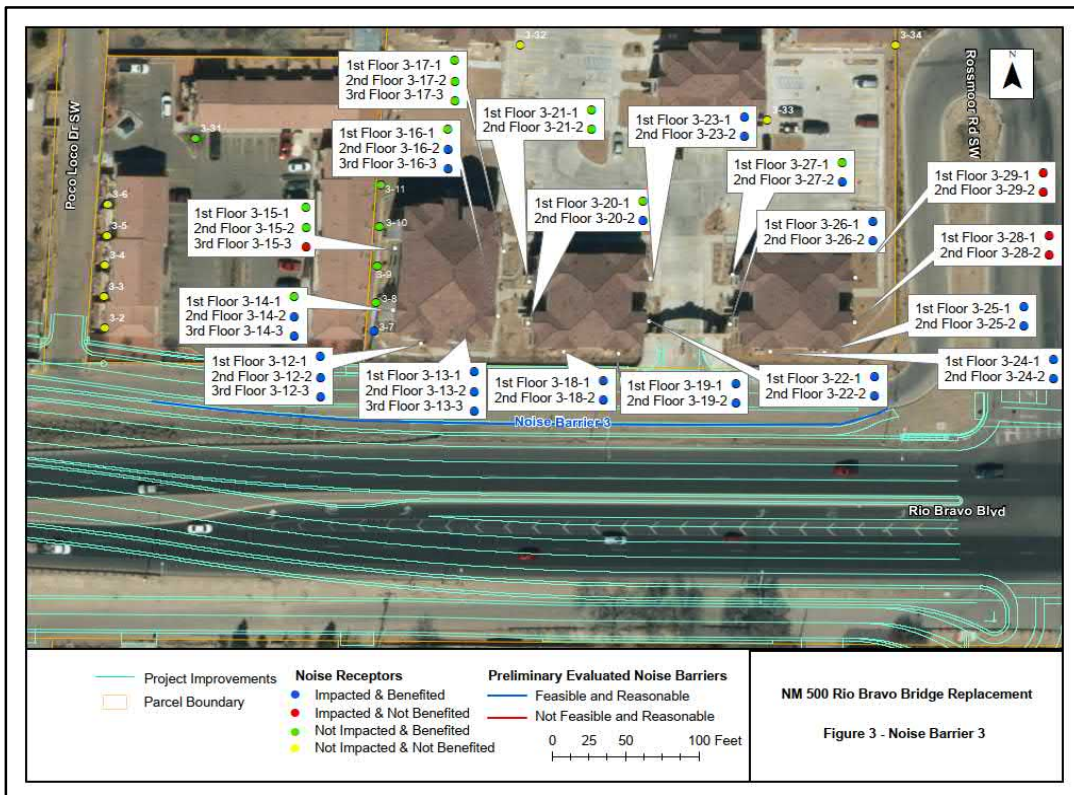 3-32
3-34
Poco Loco Dr SW
Rossmoor Rd SW
N
1st Floor 3-17-1
2nd Floor 3-17-2
3rd Floor 3-17-3
1st Floor 3-21-1
2nd Floor 3-21-2
1st Floor 3-23-1
2nd Floor 3-23-2
3-33
3-31
1st Floor 3-16-1
2nd Floor 3-16-2
3rd Floor 3-16-3
1st Floor 3-27-1
2nd Floor 3-27-2
1st Floor 3-29-1
2nd Floor 3-29-2
3-11
3-6
1st Floor 3-15-1
2nd Floor 3-15-2
3rd Floor 3-15-3
1st Floor 3-20-1
2nd Floor 3-20-2
1st Floor 3-26-1
2nd Floor 3-26-2
3-10
3-5
1st Floor 3-28-1
2nd Floor 3-28-2
3-4
3-9
3-3
3-8
1st Floor 3-14-1
2nd Floor 3-14-2
3rd Floor 3-14-3
1st Floor 3-25-1
2nd Floor 3-25-2
3-2
3-7
1st Floor 3-12-1
2nd Floor 3-12-2
3rd Floor 3-12-3
1st Floor 3-13-1
2nd Floor 3-13-2
3rd Floor 3-13-3
1st Floor 3-18-1
2nd Floor 3-18-2
1st Floor 3-19-1
2nd Floor 3-19-2
1st Floor 3-22-1
2nd Floor 3-22-2
1st Floor 3-24-1
2nd Floor 3-24-2
Noise Barrier 3
Rio Bravo Blvd
Project Improvements
Parcel Boundary
Noise Receptors
Impacted & Benefited
Impacted & Not Benefited
Not Impacted & Benefited
Not Impacted & Not Benefited
Preliminary Evaluated Noise Barriers
Feasible and Reasonable
Not Feasible and Reasonable
0 25 50 100 Feet
NM 500 Rio Bravo Bridge Replacement
Figure 3 - Noise Barrier 3